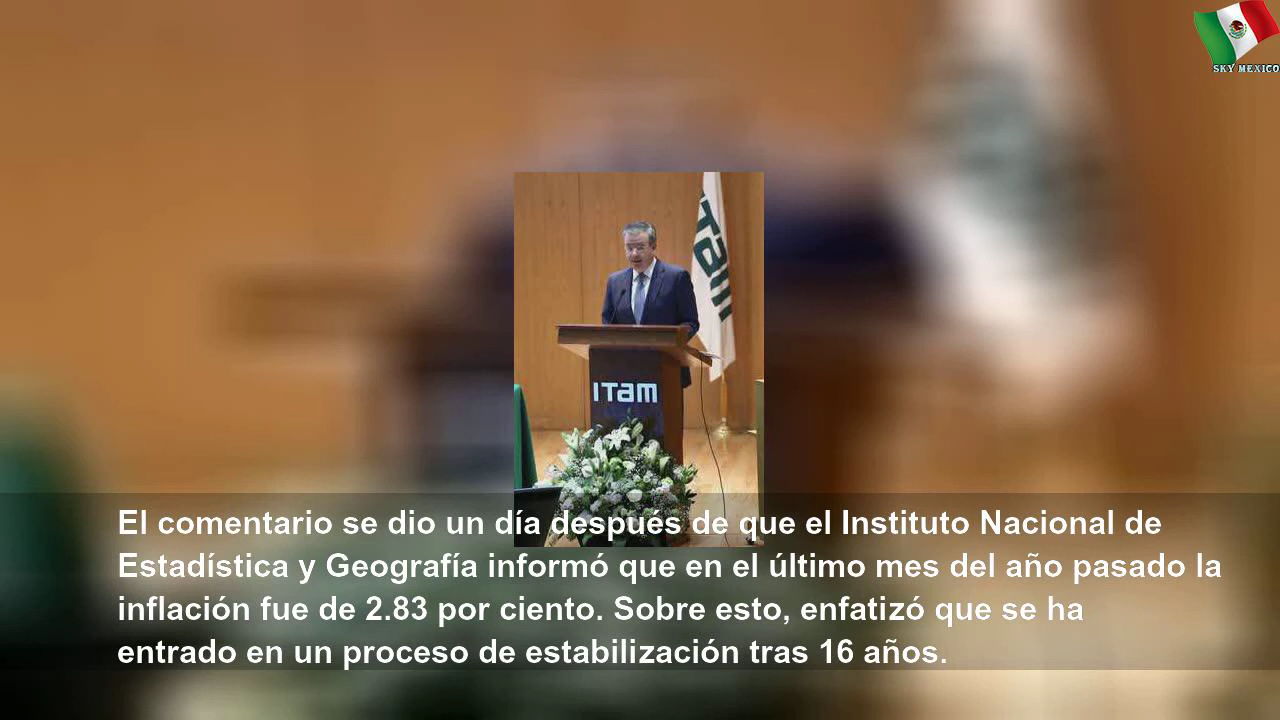 SKY MEXICO
ITAM
ITAM
El comentario se dio un día después de que el Instituto Nacional de
Estadística y Geografía informó que en el último mes del año pasado la
inflación fue de 2.83 por ciento. Sobre esto, enfatizó que se ha
entrado en un proceso de estabilización tras 16 años.